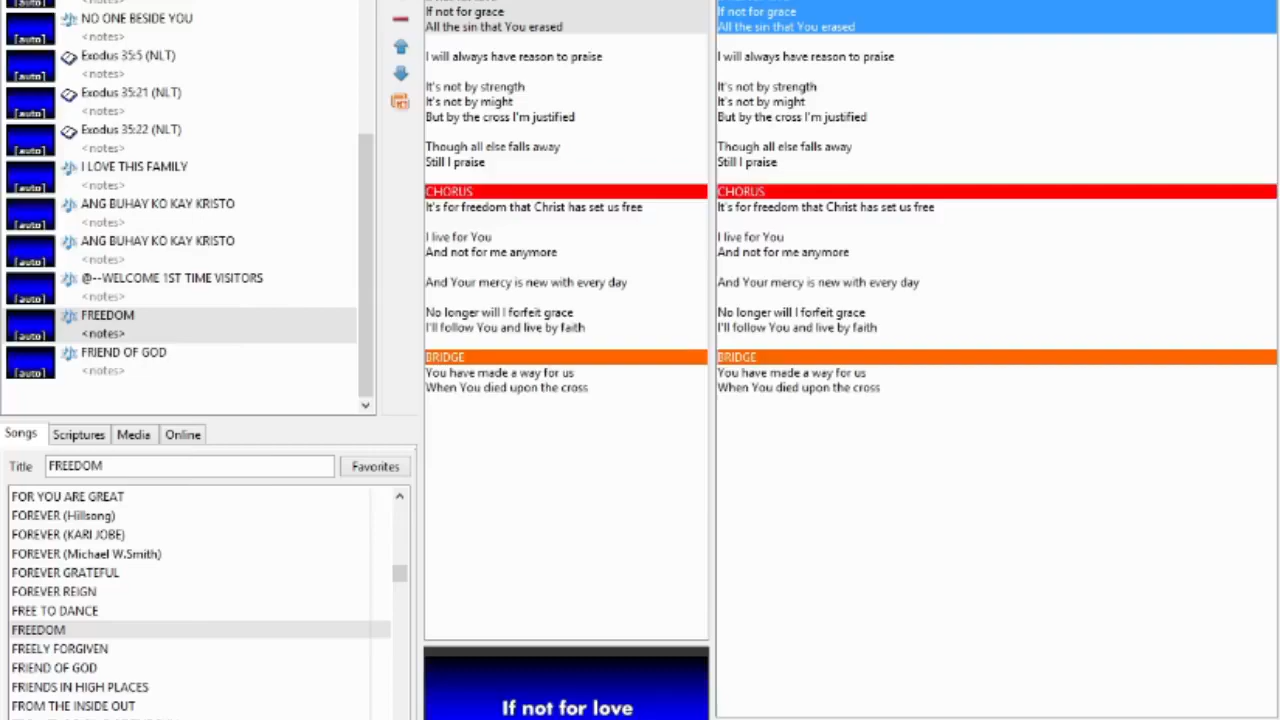 [auto]
NO ONE BESIDE YOU
<notes>
[auto]
Exodus 35:5 (NLT)
<notes>
[auto]
Exodus 35:21 (NLT)
<notes>
[auto]
Exodus 35:22 (NLT)
<notes>
[auto]
I LOVE THIS FAMILY
<notes>
[auto]
ANG BUHAY KO KAY KRISTO
<notes>
[auto]
ANG BUHAY KO KAY KRISTO
<notes>
[auto]
@--WELCOME 1ST TIME VISITORS
<notes>
[auto]
FREEDOM
<notes>
[auto]
FRIEND OF GOD
<notes>
[auto]
Songs
Scriptures
Media
Online
Title
FREEDOM
Favorites
FOR YOU ARE GREAT
FOREVER (Hillsong)
FOREVER (KARI JOBE)
FOREVER (Michael W.Smith)
FOREVER GRATEFUL
FOREVER REIGN
FREE TO DANCE
FREEDOM
FREELY FORGIVEN
FRIEND OF GOD
FRIENDS IN HIGH PLACES
FROM THE INSIDE OUT
If not for grace
All the sin that You erased
I will always have reason to praise
It's not by strength
It's not by might
But by the cross I'm justified
Though all else falls away
Still I praise
CHORUS
It's for freedom that Christ has set us free
I live for You
And not for me anymore
And Your mercy is new with every day
No longer will I forfeit grace
I'll follow You and live by faith
BRIDGE
You have made a way for us
When You died upon the cross
If not for love
If not for grace
All the sin that You erased
I will always have reason to praise
It's not by strength
It's not by might
But by the cross I'm justified
Though all else falls away
Still I praise
CHORUS
It's for freedom that Christ has set us free
I live for You
And not for me anymore
And Your mercy is new with every day
No longer will I forfeit grace
I'll follow You and live by faith
BRIDGE
You have made a way for us
When You died upon the cross